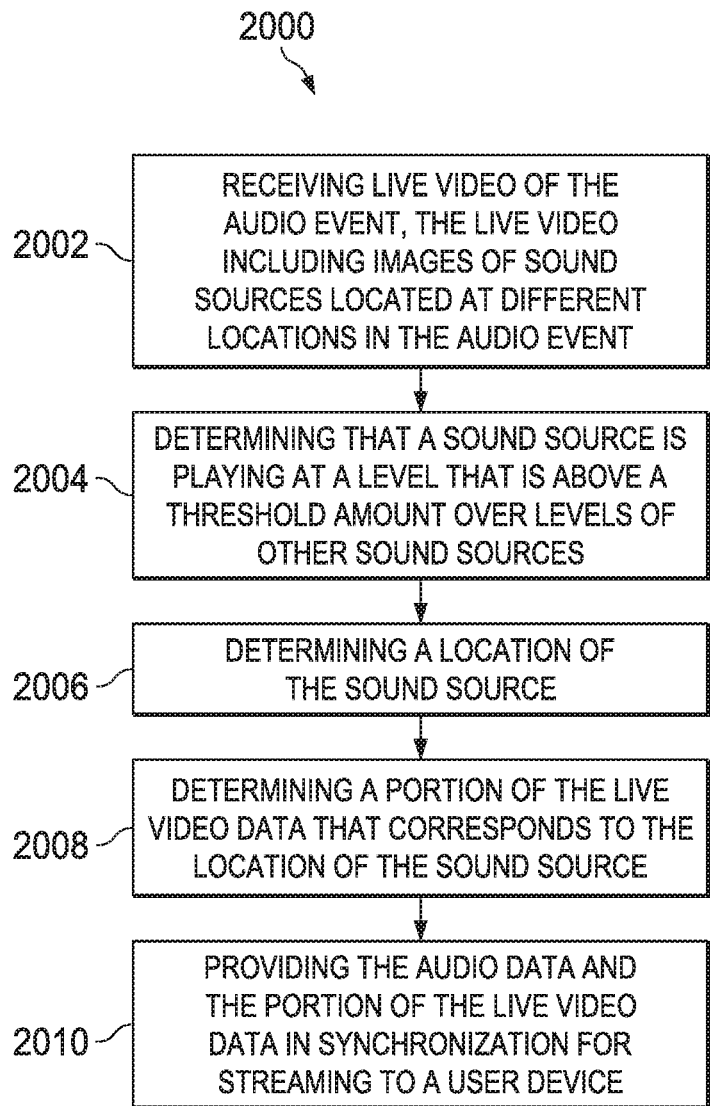 2000
RECEIVING LIVE VIDEO OF THE
AUDIO EVENT, THE LIVE VIDEO
2002
INCLUDING IMAGES OF SOUND
SOURCES LOCATED AT DIFFERENT
LOCATIONS IN THE AUDIO EVENT
DETERMINING THAT A SOUND SOURCE IS
2004
PLAYING AT A LEVEL THAT IS ABOVE A
THRESHOLD AMOUNT OVER LEVELS OF
OTHER SOUND SOURCES
DETERMINING A LOCATION OF
2006
THE SOUND SOURCE
DETERMINING A PORTION OF THE LIVE
2008
VIDEO DATA THAT CORRESPONDS TO THE
LOCATION OF THE SOUND SOURCE
PROVIDING THE AUDIO DATA AND
THE PORTION OF THE LIVE VIDEO
2010
DATA IN SYNCHRONIZATION FOR
STREAMING TO A USER DEVICE